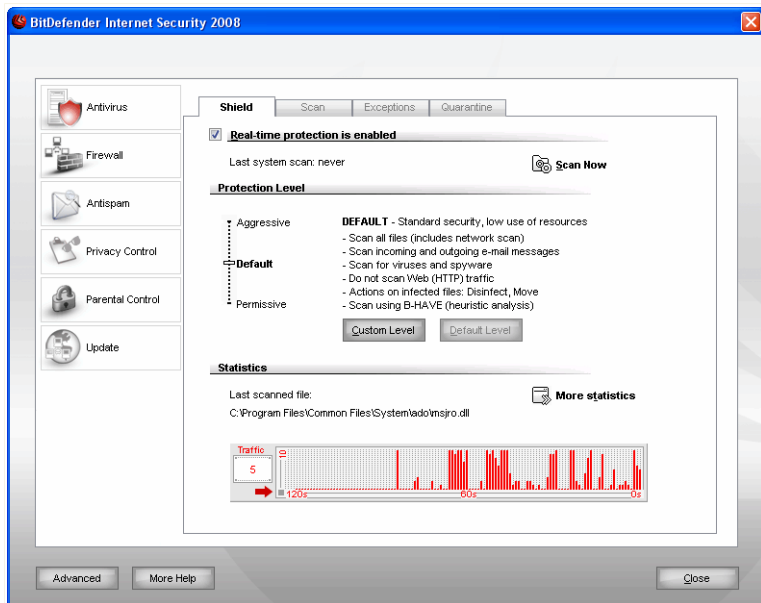 BitDefender Internet Security 2008
Antivirus
Firewall
Antispam
Privacy Control
Parental Control
Update
Shield
Scan
Exceptions
Quarantine
Real-time protection is enabled
Last system scan: never
Scan Now
Protection Level
Aggressive
Default
Permissive
DEFAULT - Standard security, low use of resources
- Scan all files (includes network scan)
- Scan incoming and outgoing e-mail messages
- Scan for viruses and spyware
- Do not scan Web (HTTP) traffic
- Actions on infected files: Disinfect, Move
- Scan using B-HAVE (heuristic analysis)
Custom Level
Default Level
Statistics
Last scanned file:
More statistics
C:\Program Files\Common Files\System\ado\msjro.dll
Traffic
5
10
120s
60s
0s
Advanced
More Help
Close